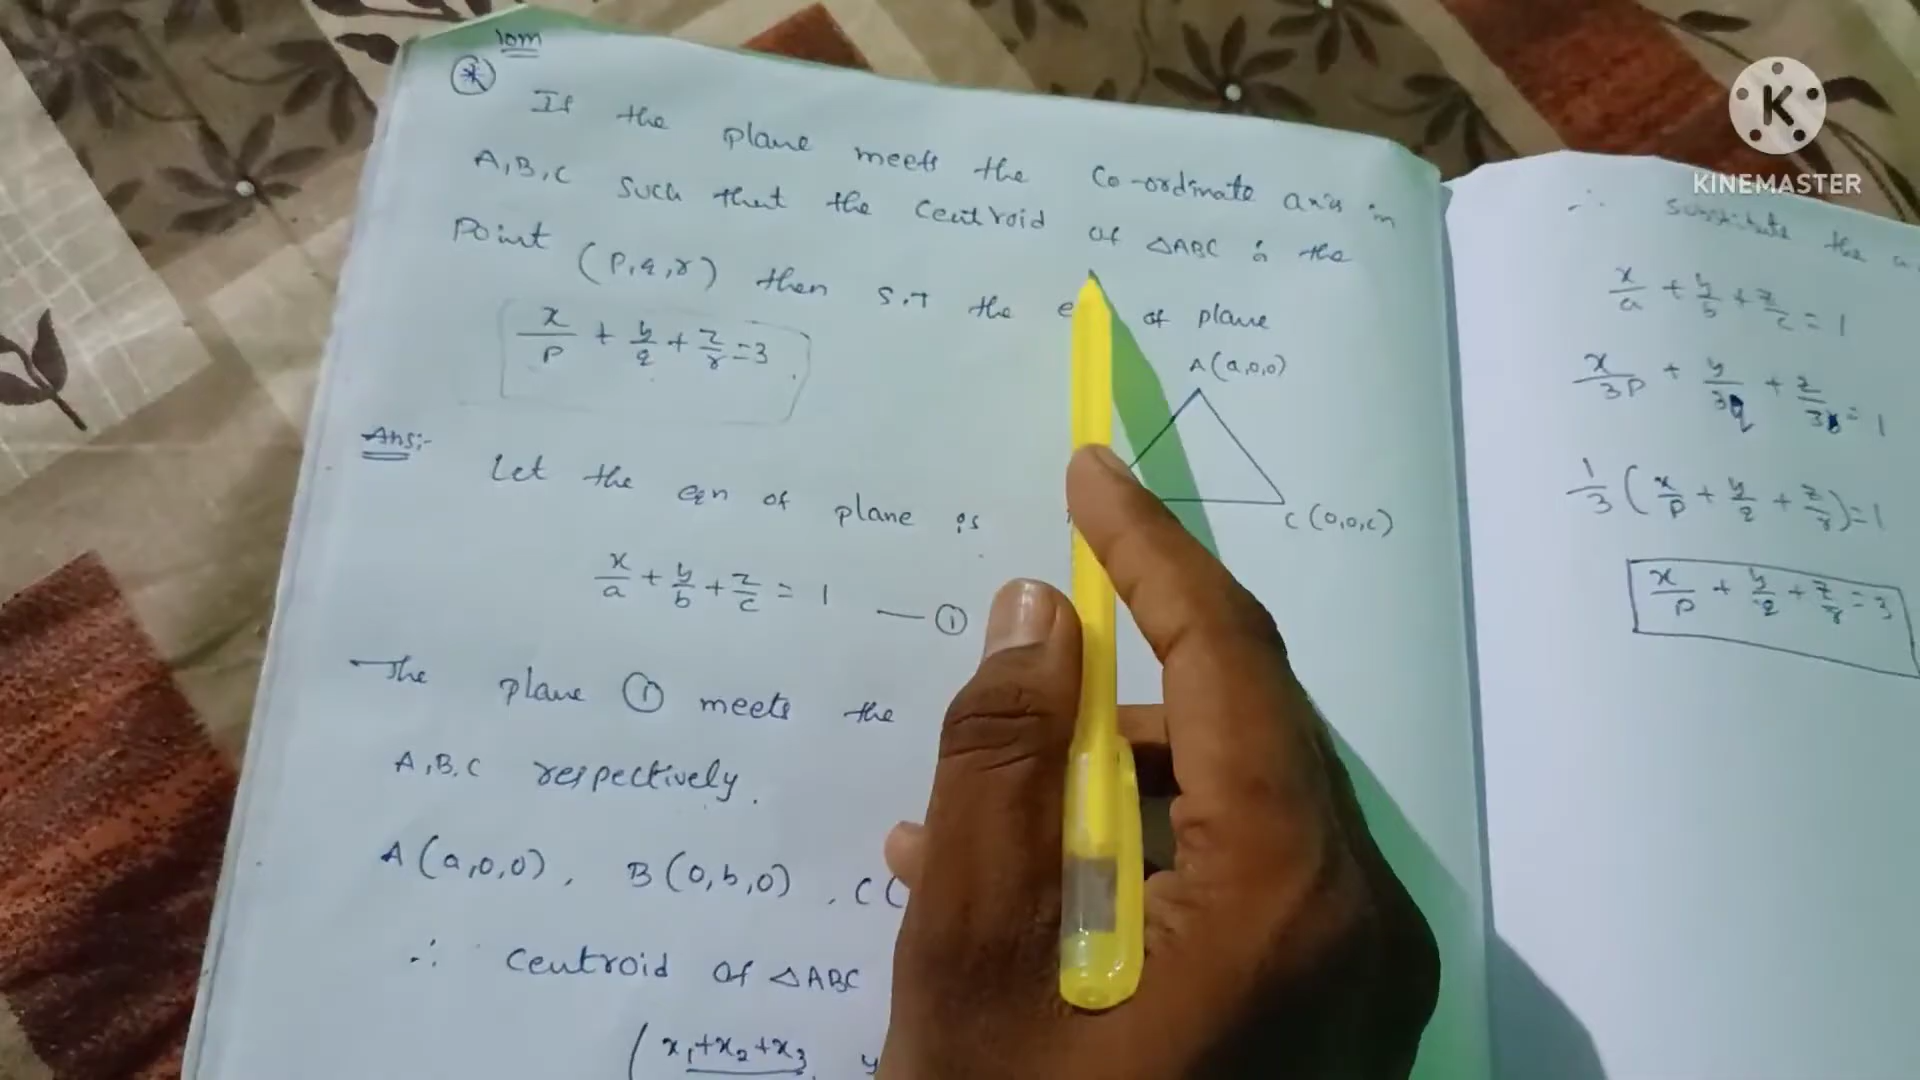 10m
* If the plane meets the Co-ordinate axis in
A,B,C such that the Centroid of △ABC is the
Point (P,q,r) then S.T the of plane
x/p + y/q + z/r = 3
A(a,0,0)
C(0,0,c)
Ans:-
Let the eqn of plane is
x/a + y/b + z/c = 1 — ①
The plane ① meets the
A,B,C respectively.
A(a,0,0), B(0,b,0), C(
∴ Centroid of △ABC
(x₁+x₂+x₃
∴ Substitute the
x/a + y/b + z/c = 1
x/3p + y/3q + z/3r = 1
1/3 (x/p + y/q + z/r) = 1
x/p + y/q + z/r = 3
K
KINEMASTER